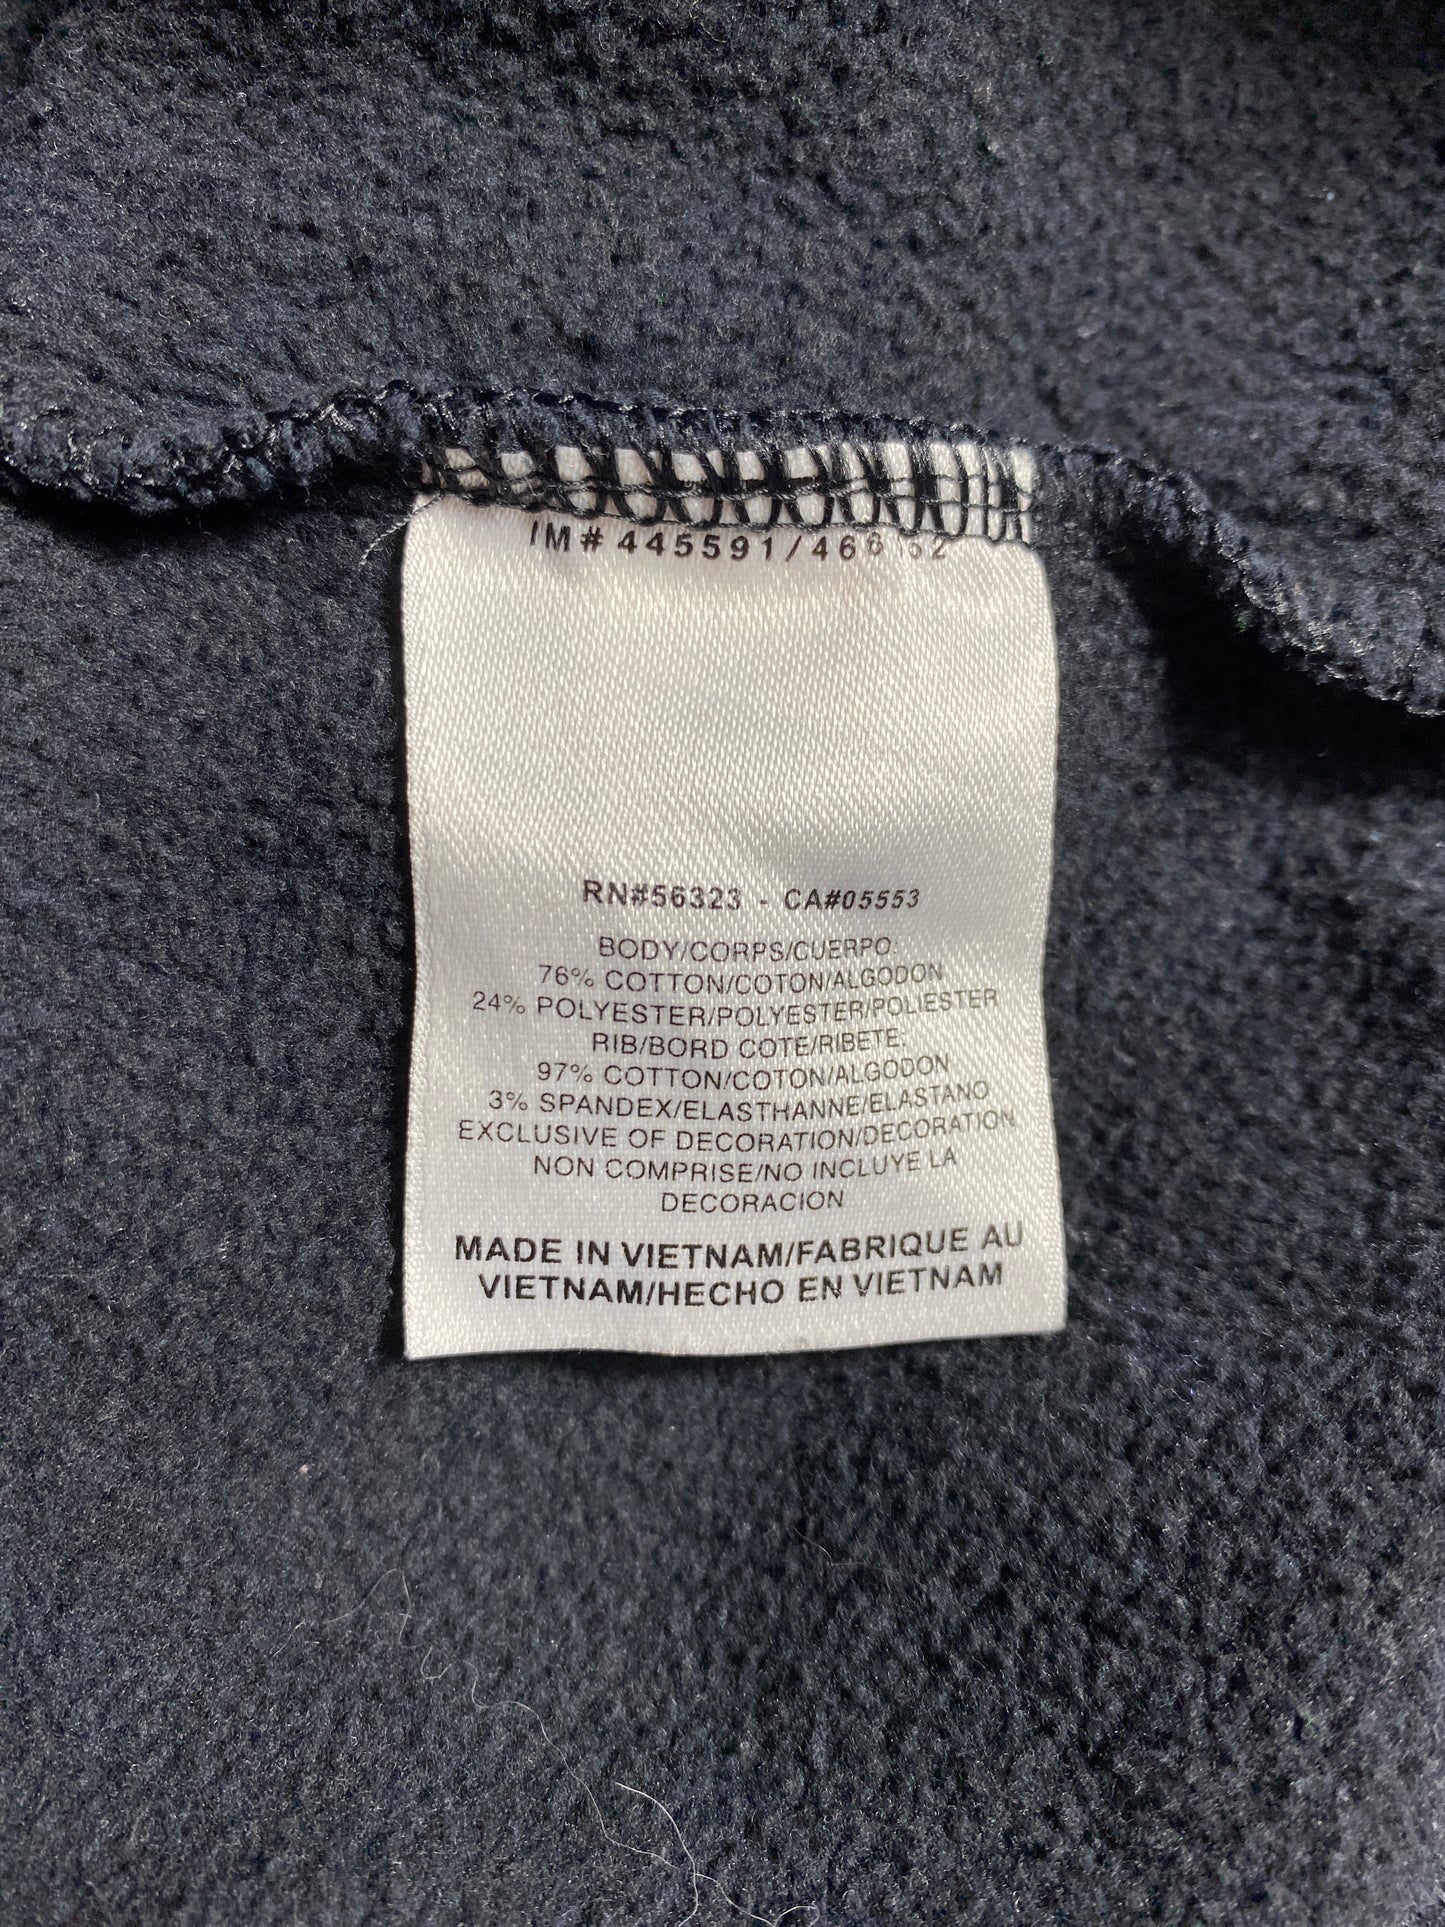 IM# 445591/
RN#56323 - CA#05553
BODY/CORPS/CUERPO:
76% COTTON/COTON/ALGODON
24% POLYESTER/POLYESTER/POLIESTER
RIB/BORD COTE/RIBETE:
97% COTTON/COTON/ALGODON
3% SPANDEX/ELASTHANNE/ELASTANO
EXCLUSIVE OF DECORATION/DECORATION
NON COMPRISE/NO INCLUYE LA
DECORACION
MADE IN VIETNAM/FABRIQUE AU
VIETNAM/HECHO EN VIETNAM